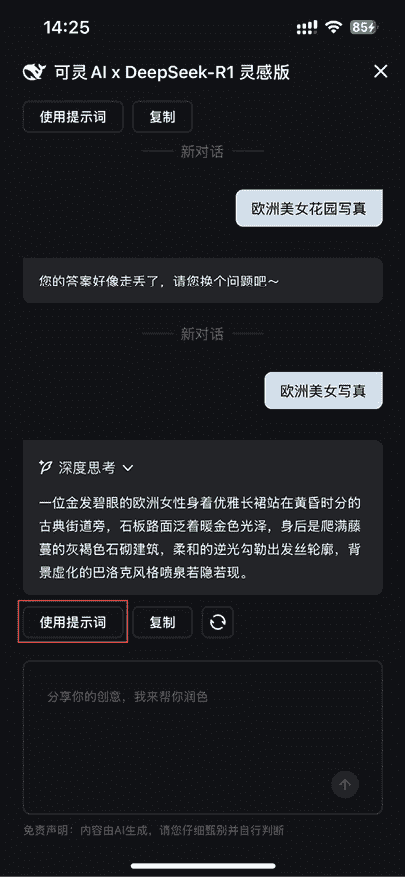 14:25
85
可灵 AI x DeepSeek-R1 灵感版
使用提示词 复制
新对话
欧洲美女花园写真
您的答案好像走丢了，请您换个问题吧～
新对话
欧洲美女写真
深度思考
一位金发碧眼的欧洲女性身着优雅长裙站在黄昏时分的
古典街道旁，石板路面泛着暖金色光泽，身后是爬满藤
蔓的灰褐色石砌建筑，柔和的逆光勾勒出发丝轮廓，背
景虚化的巴洛克风格喷泉若隐若现。
使用提示词 复制
分享你的创意，我来帮你润色
免责声明：内容由AI生成，请您仔细甄别并自行判断